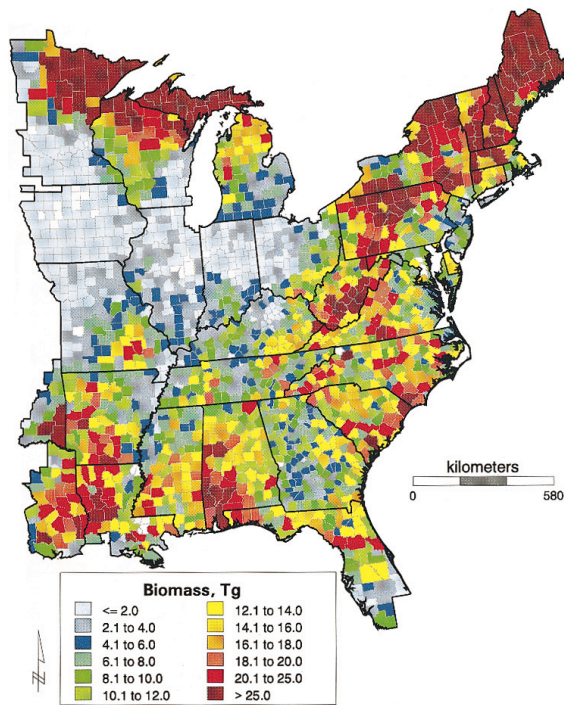 kilometers
0 580
Biomass, Tg
<= 2.0 12.1 to 14.0
2.1 to 4.0 14.1 to 16.0
4.1 to 6.0 16.1 to 18.0
6.1 to 8.0 18.1 to 20.0
8.1 to 10.0 20.1 to 25.0
10.1 to 12.0 > 25.0